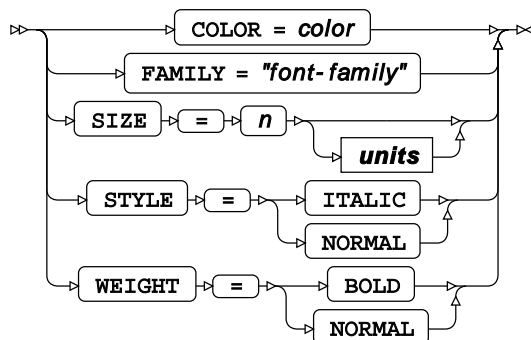 COLOR = color
FAMILY = "font-family"
SIZE = n
units
STYLE = ITALIC
NORMAL
WEIGHT = BOLD
NORMAL